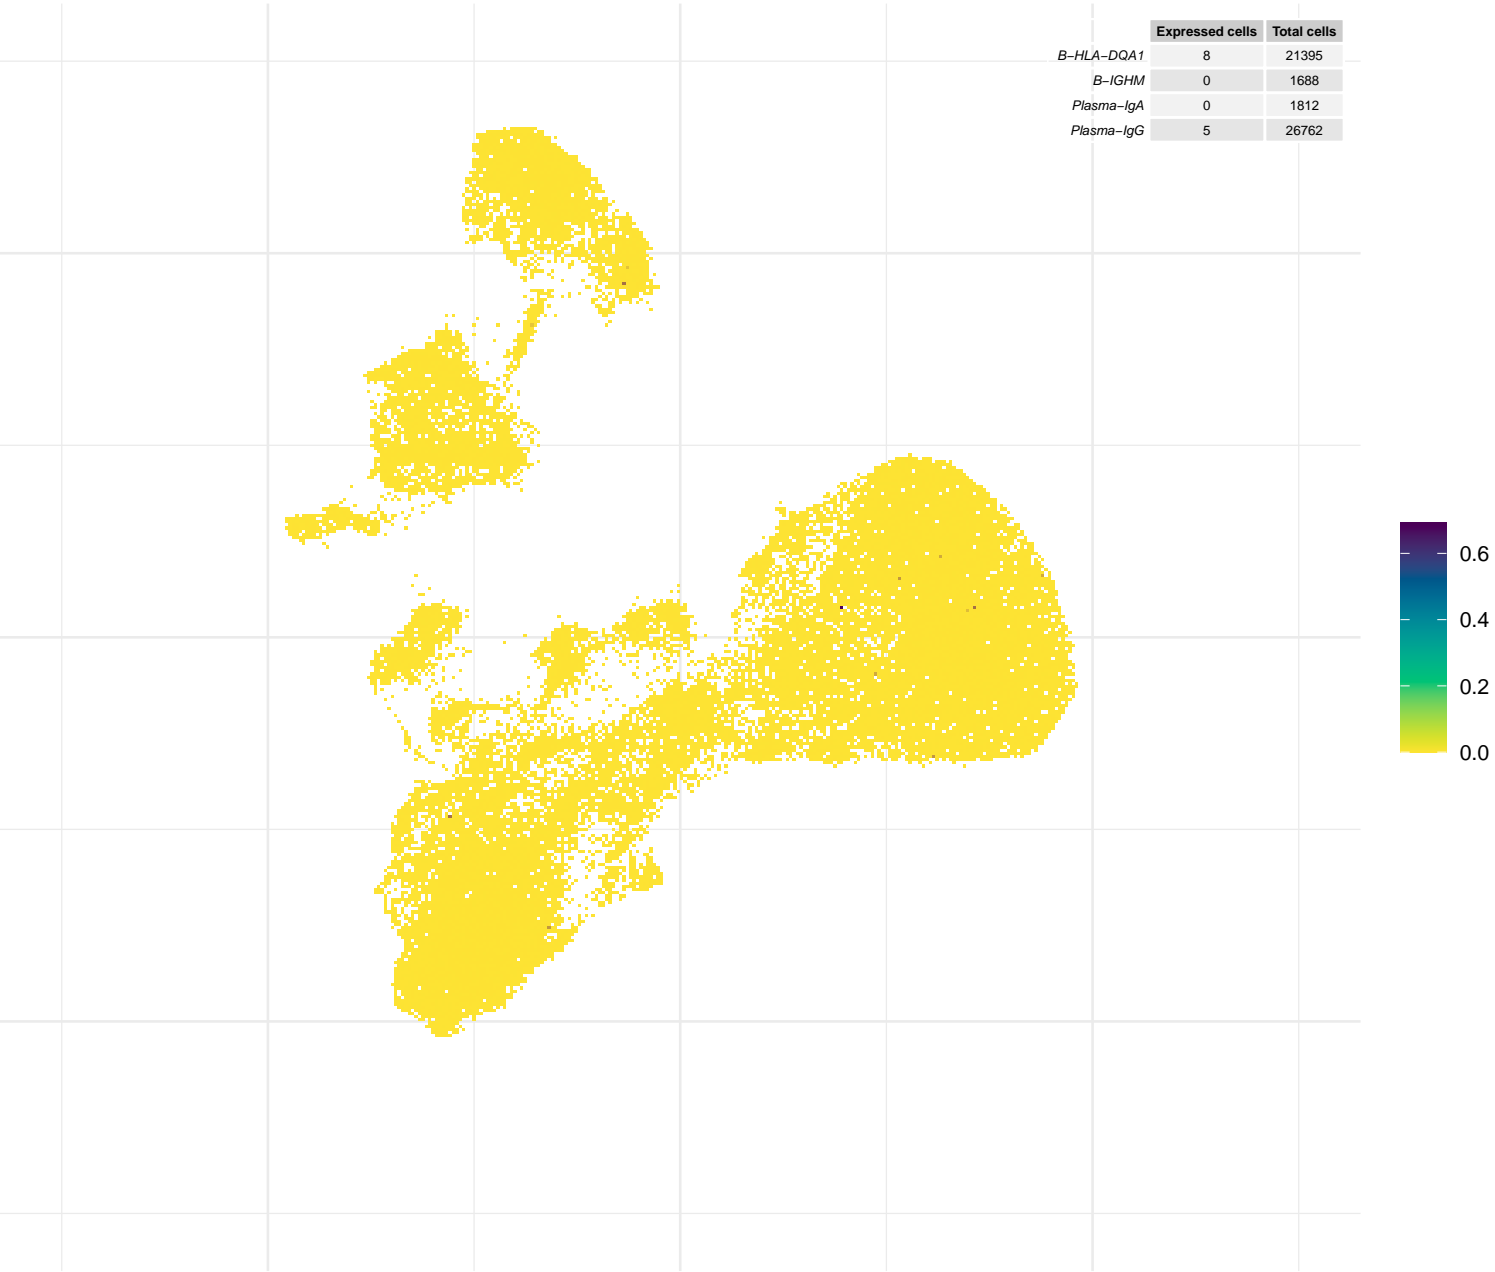 Expressed cells Total cells
B−HLA−DQA1 8 21395
B−IGHM 0 1688
Plasma−IgA 0 1812
Plasma−IgG 5 26762
0.6
0.4
0.2
0.0